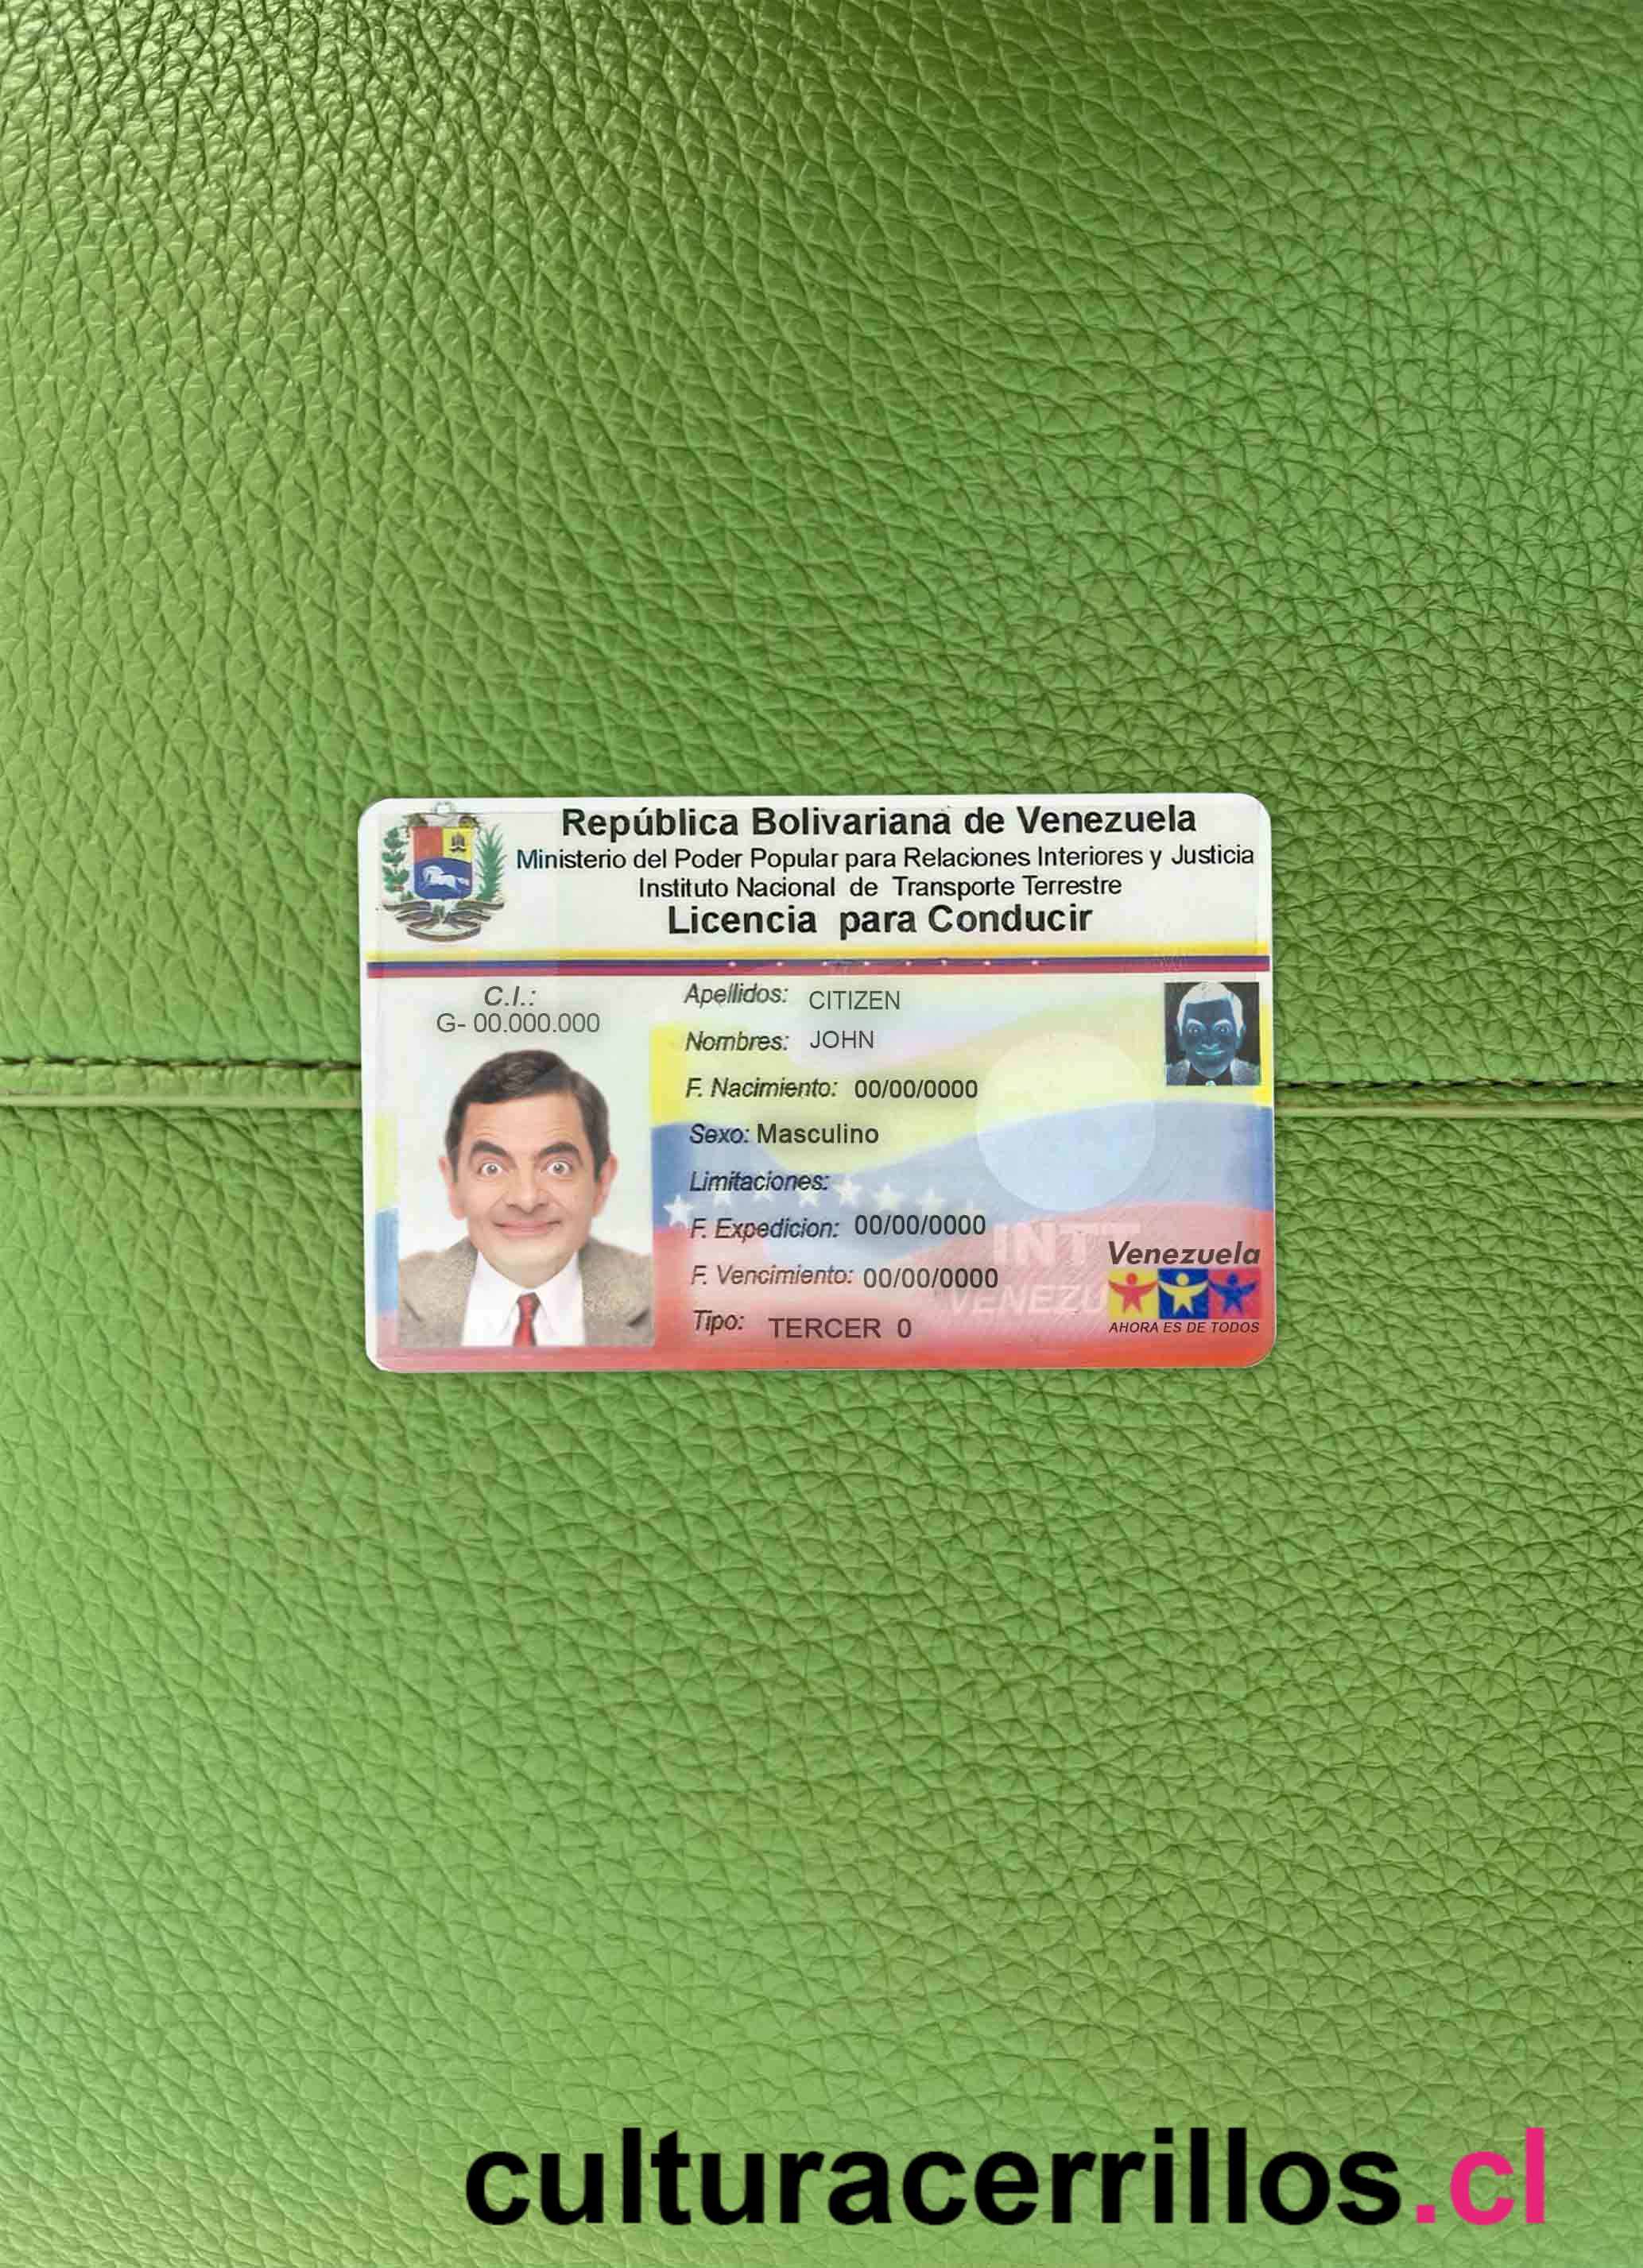 República Bolivariana de Venezuela
Ministerio del Poder Popular para Relaciones Interiores y Justicia
Instituto Nacional de Transporte Terrestre
Licencia para Conducir
C.I.:
G- 00.000.000
Apellidos: CITIZEN
Nombres: JOHN
F. Nacimiento: 00/00/0000
Sexo: Masculino
Limitaciones:
F. Expedicion: 00/00/0000
F. Vencimiento: 00/00/0000
Tipo: TERCER 0
INTT
VENEZU
Venezuela
AHORA ES DE TODOS
culturacerrillos.cl